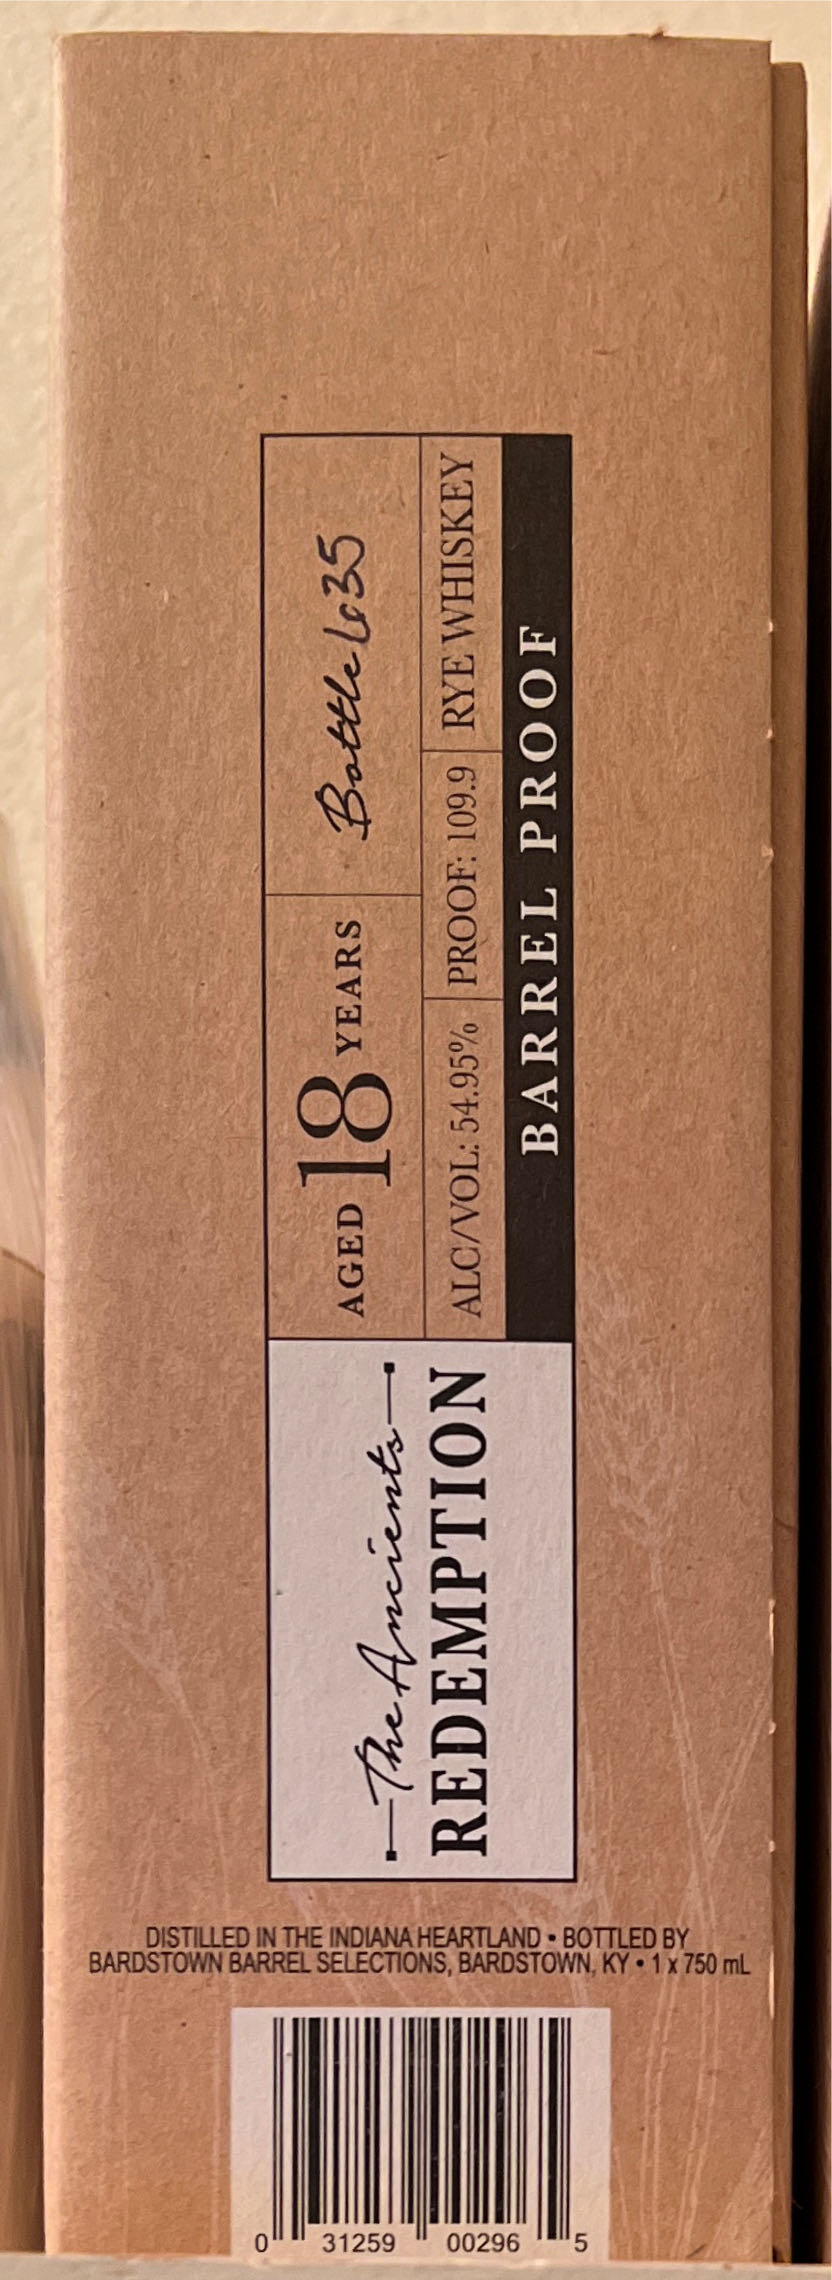 The Ancients
REDEMPTION
AGED 18 YEARS
Bottle 635
ALC/VOL: 54.95%
PROOF: 109.9
RYE WHISKEY
BARREL PROOF
DISTILLED IN THE INDIANA HEARTLAND • BOTTLED BY
BARDSTOWN BARREL SELECTIONS, BARDSTOWN, KY • 1 x 750 mL
0 31259 00296 5